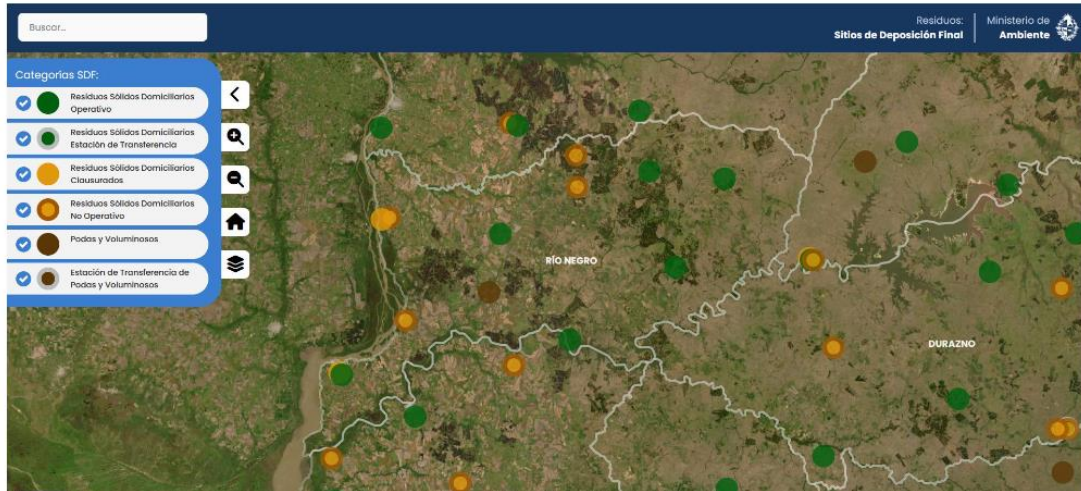 Buscar...
Residuos:
Sitios de Deposición Final
Ministerio de
Ambiente
Categorías SDF:
Residuos Sólidos Domiciliarios
Operativo
Residuos Sólidos Domiciliarios
Estación de Transferencia
Residuos Sólidos Domiciliarios
Clausurados
Residuos Sólidos Domiciliarios
No Operativo
Podas y Voluminosos
Estación de Transferencia de
Podas y Voluminosos
RÍO NEGRO
DURAZNO